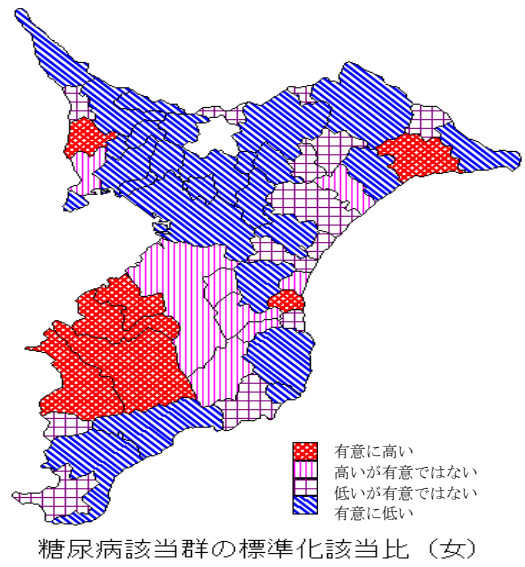 有意に高い
高いが有意ではない
低いが有意ではない
有意に低い
糖尿病該当群の標準化該当比（女）